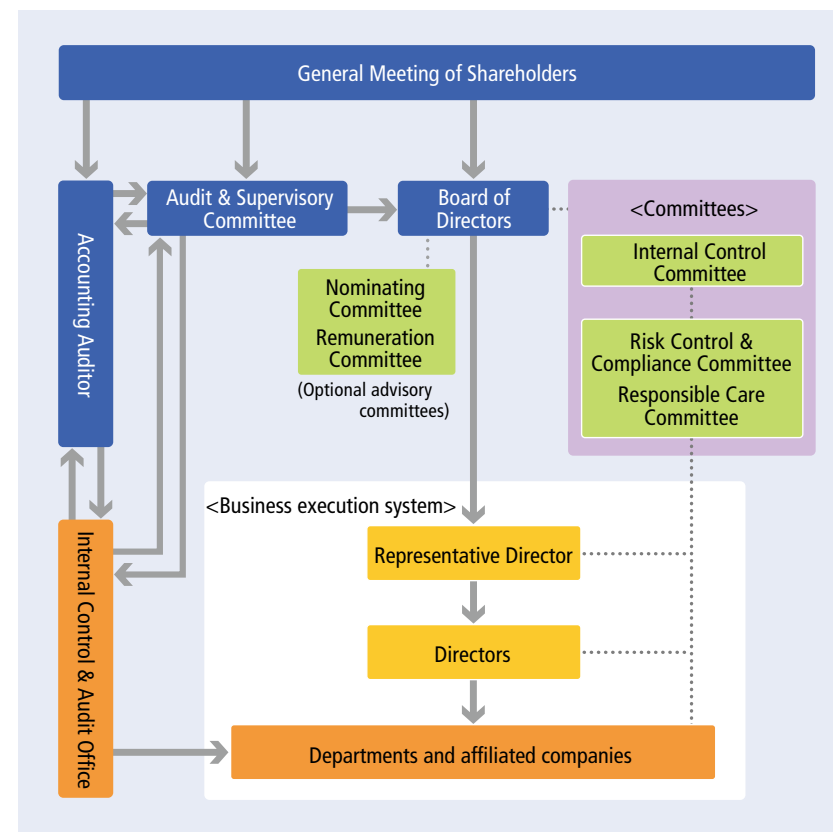 General Meeting of Shareholders
Accounting Auditor
Audit & Supervisory
Committee
Board of
Directors
<Committees>
Internal Control
Committee
Nominating
Committee
Remuneration
Committee
(Optional advisory
committees)
Risk Control &
Compliance Committee
Responsible Care
Committee
<Business execution system>
Internal Control & Audit Office
Representative Director
Directors
Departments and affiliated companies